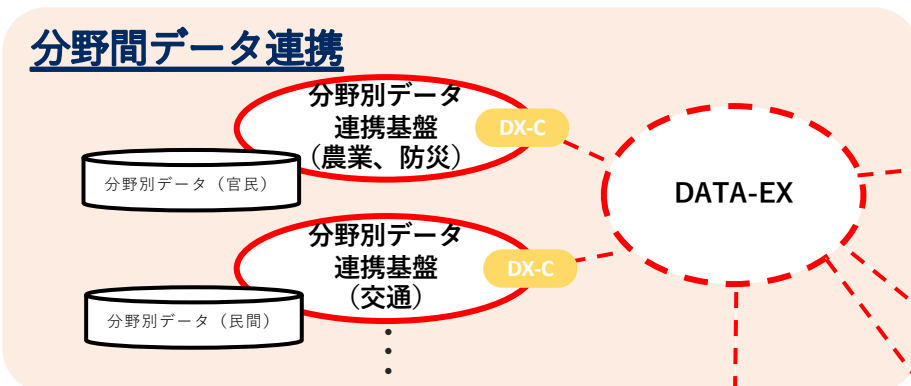 分野間データ連携
分野別データ
連携基盤
（農業、防災）
DX-C
分野別データ（官民）
DATA-EX
分野別データ
連携基盤
（交通）
DX-C
分野別データ（民間）